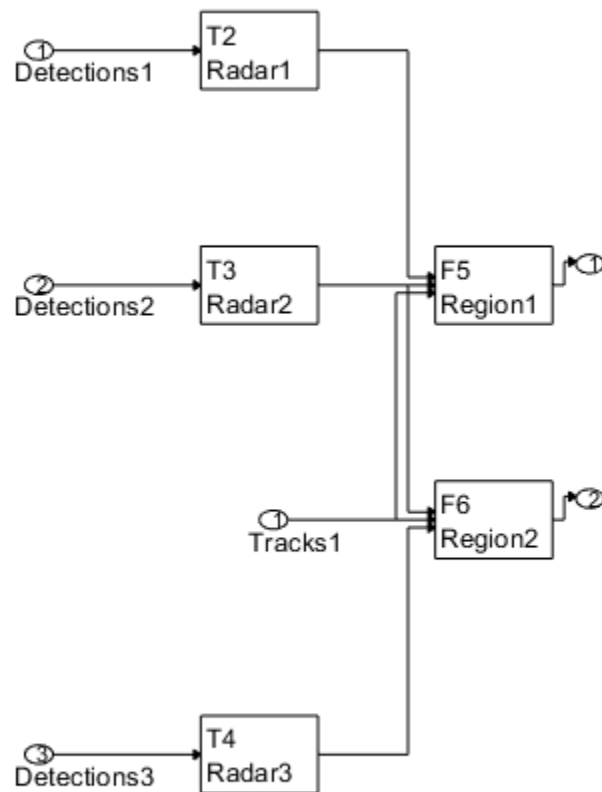 T2
Radar1
1
Detections1
T3
Radar2
2
Detections2
F5
Region1
1
F6
Region2
2
1
Tracks1
T4
Radar3
3
Detections3